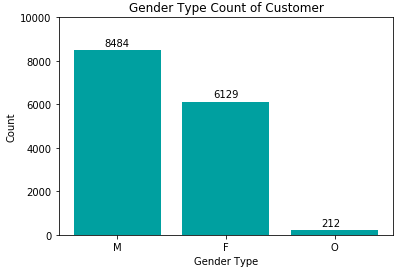 Gender Type Count of Customer
10000
8000
6000
4000
2000
0
Count
8484
6129
212
M
F
O
Gender Type